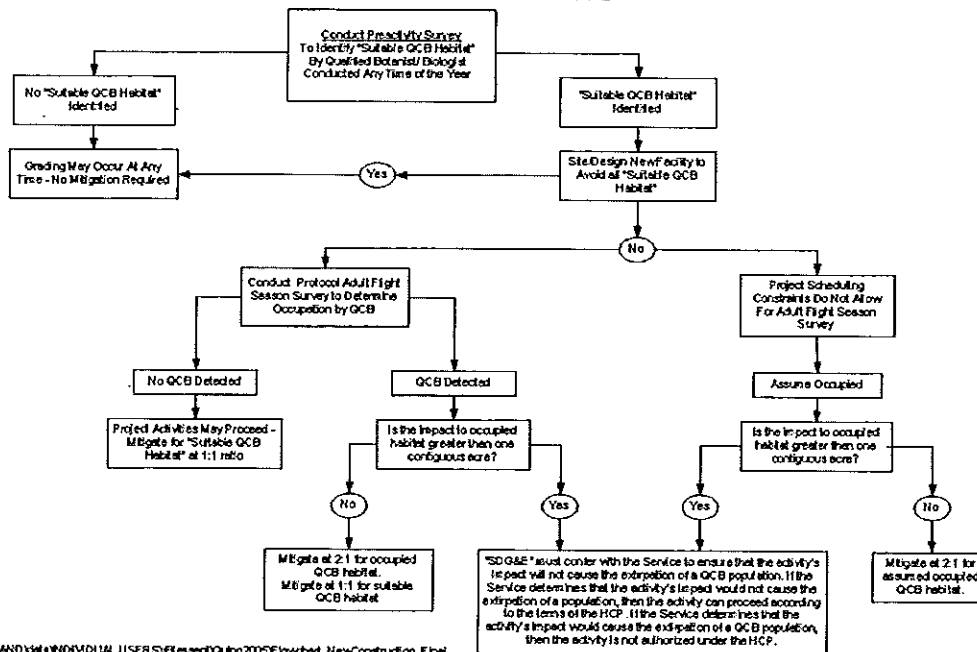 Conduct Preactivity Survey
To Identify "Suitable QCB Habitat"
By Qualified Botanist/ Biologist
Conducted Any Time of the Year
No "Suitable QCB Habitat"
Identified
"Suitable QCB Habitat"
Identified
Grading May Occur At Any
Time - No Mitigation Required
Yes
Site/Design New Facility to
Avoid all "Suitable QCB
Habitat"
No
Conduct Protocol Adult Flight
Season Survey to Determine
Occupation by QCB
Project Scheduling
Constraints Do Not Allow
For Adult Flight Season
Survey
No QCB Detected
QCB Detected
Assume Occupied
Project Activities May Proceed -
Mitigate for "Suitable QCB
Habitat" at 1:1 ratio
Is the impact to occupied
habitat greater than one
contiguous acre?
Is the impact to occupied
habitat greater than one
contiguous acre?
No
Yes
Yes
No
Mitigate at 2:1 for occupied
QCB habitat.
Mitigate at 1:1 for suitable
QCB habitat
"SDG&E" must confer with the Service to ensure that the activity's
impact will not cause the extirpation of a QCB population. If the
Service determines that the activity's impact would not cause the
extirpation of a population, then the activity can proceed according
to the terms of the HCP. If the Service determines that the
activity's impact would cause the extirpation of a QCB population,
then the activity is not authorized under the HCP.
Mitigate at 2:1 for
assumed occupied
QCB habitat.